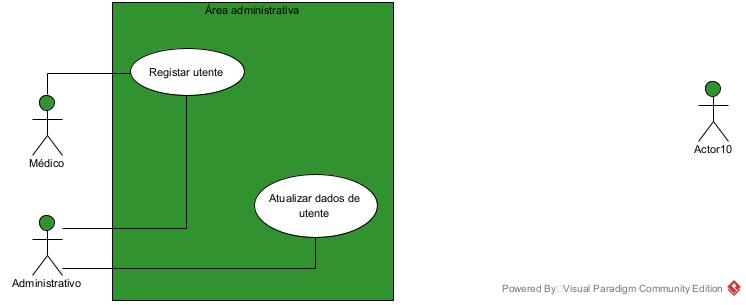 Área administrativa
Registar utente
Médico
Actor10
Atualizar dados de
utente
Administrativo
Powered By Visual Paradigm Community Edition